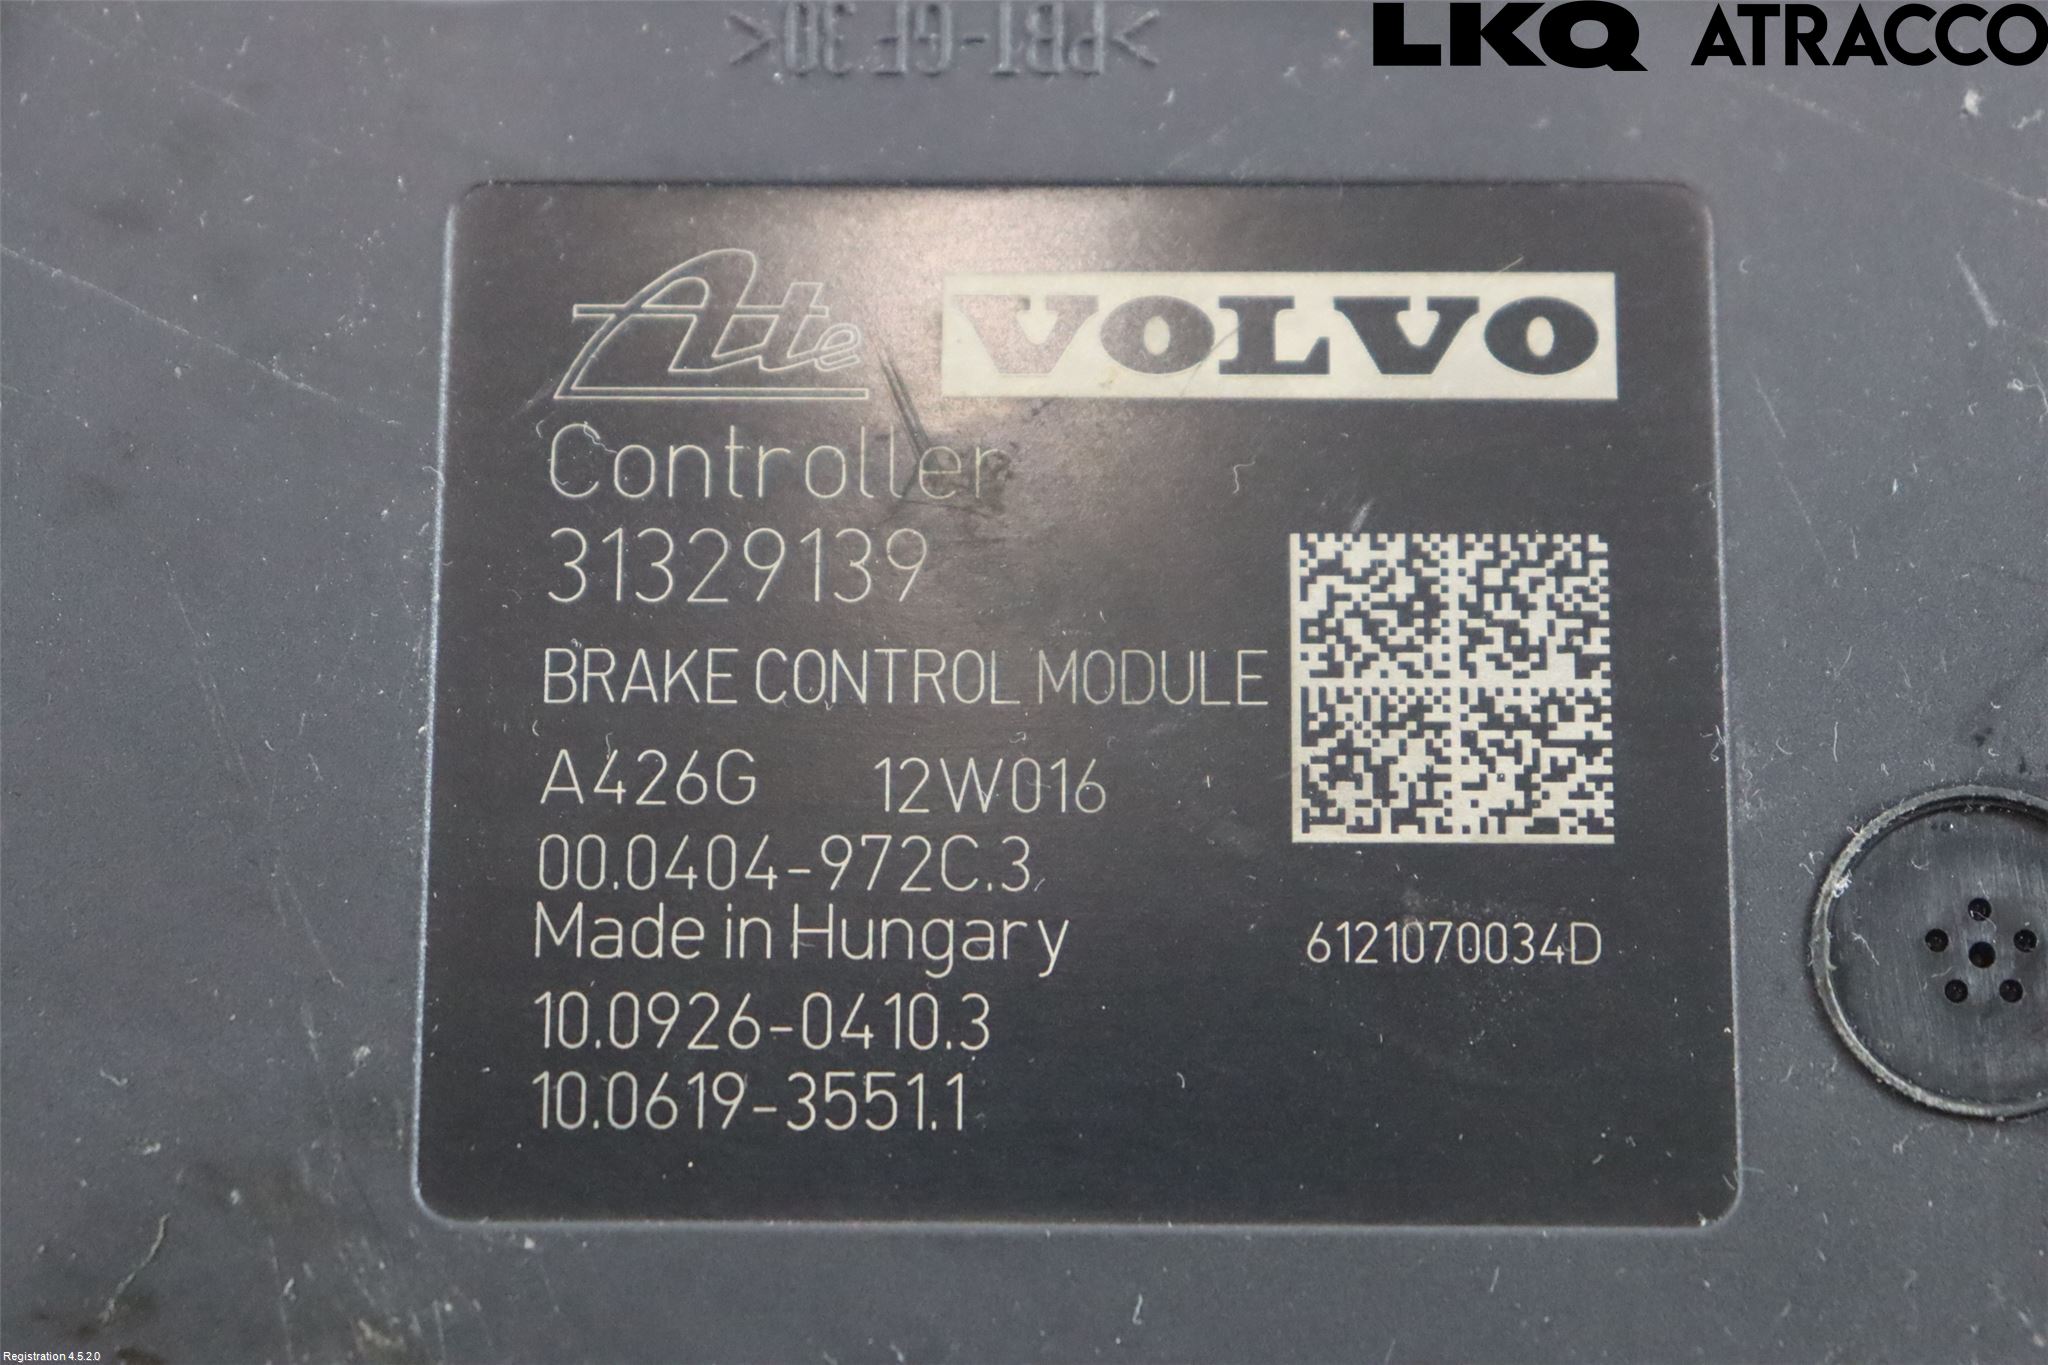 >PBT-GF30<
LKQ ATRACCO
Ate VOLVO
Controller
31329139
BRAKE CONTROL MODULE
A426G 12W016
00.0404-972C.3
Made in Hungary
6121070034D
10.0926-0410.3
10.0619-3551.1
Registration 4.5.2.0